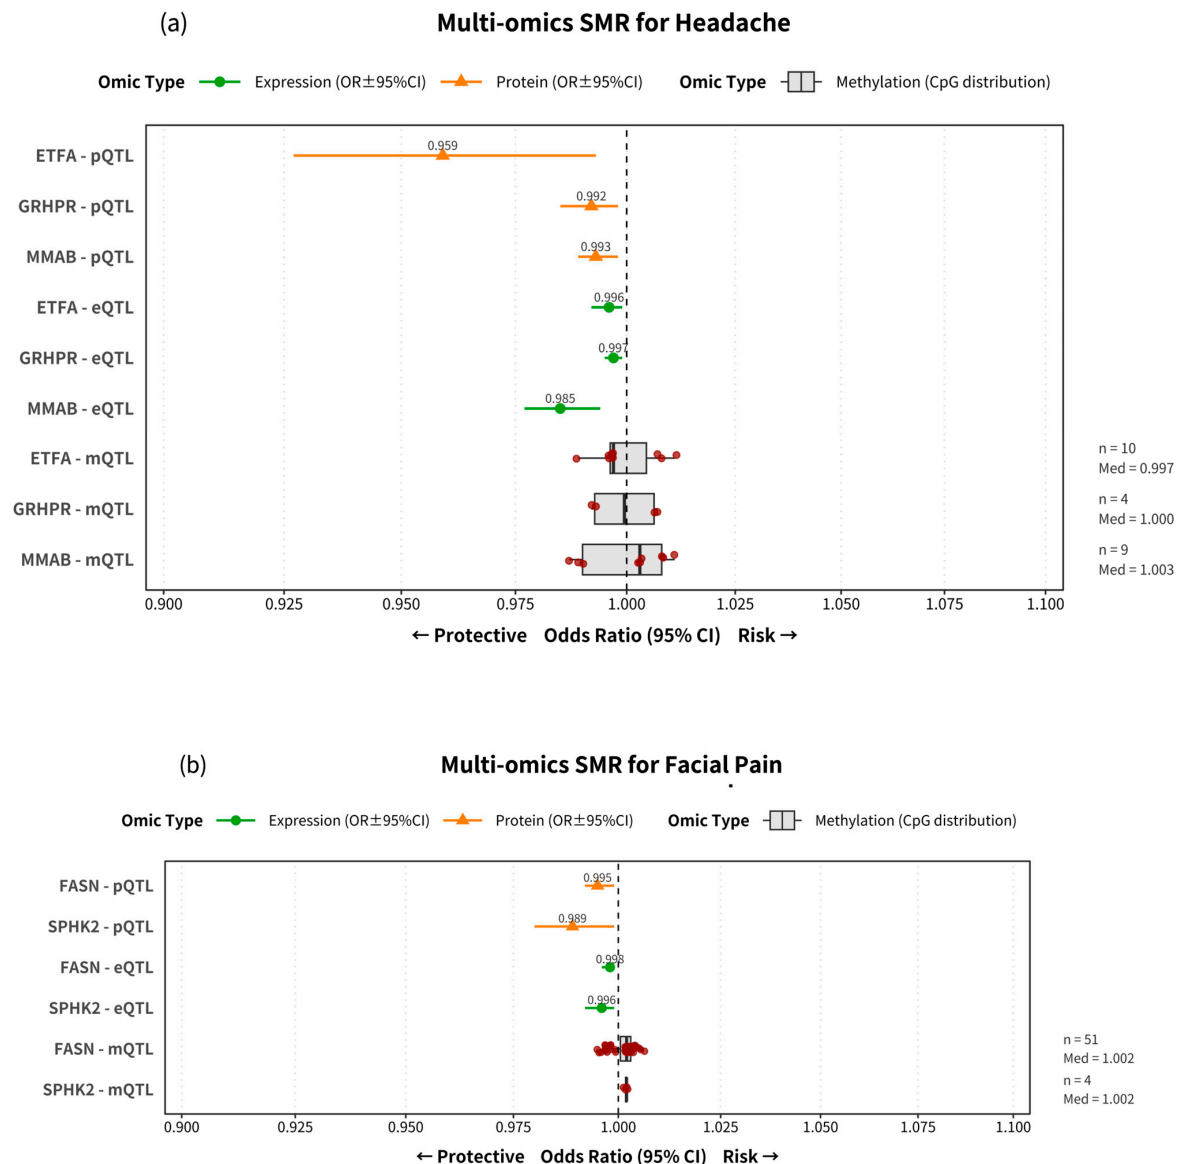 (a) Multi-omics SMR for Headache
Omic Type Expression (OR±95%CI) Protein (OR±95%CI) Omic Type Methylation (CpG distribution)
ETFA - pQTL 0.959
GRHPR - pQTL 0.992
MMAB - pQTL 0.993
ETFA - eQTL 0.996
GRHPR - eQTL 0.997
MMAB - eQTL 0.985
ETFA - mQTL n = 10
Med = 0.997
GRHPR - mQTL n = 4
Med = 1.000
MMAB - mQTL n = 9
Med = 1.003
0.900 0.925 0.950 0.975 1.000 1.025 1.050 1.075 1.100
← Protective Odds Ratio (95% CI) Risk →
(b) Multi-omics SMR for Facial Pain
Omic Type Expression (OR±95%CI) Protein (OR±95%CI) Omic Type Methylation (CpG distribution)
FASN - pQTL 0.995
SPHK2 - pQTL 0.989
FASN - eQTL 0.998
SPHK2 - eQTL 0.996
FASN - mQTL n = 51
Med = 1.002
SPHK2 - mQTL n = 4
Med = 1.002
0.900 0.925 0.950 0.975 1.000 1.025 1.050 1.075 1.100
← Protective Odds Ratio (95% CI) Risk →